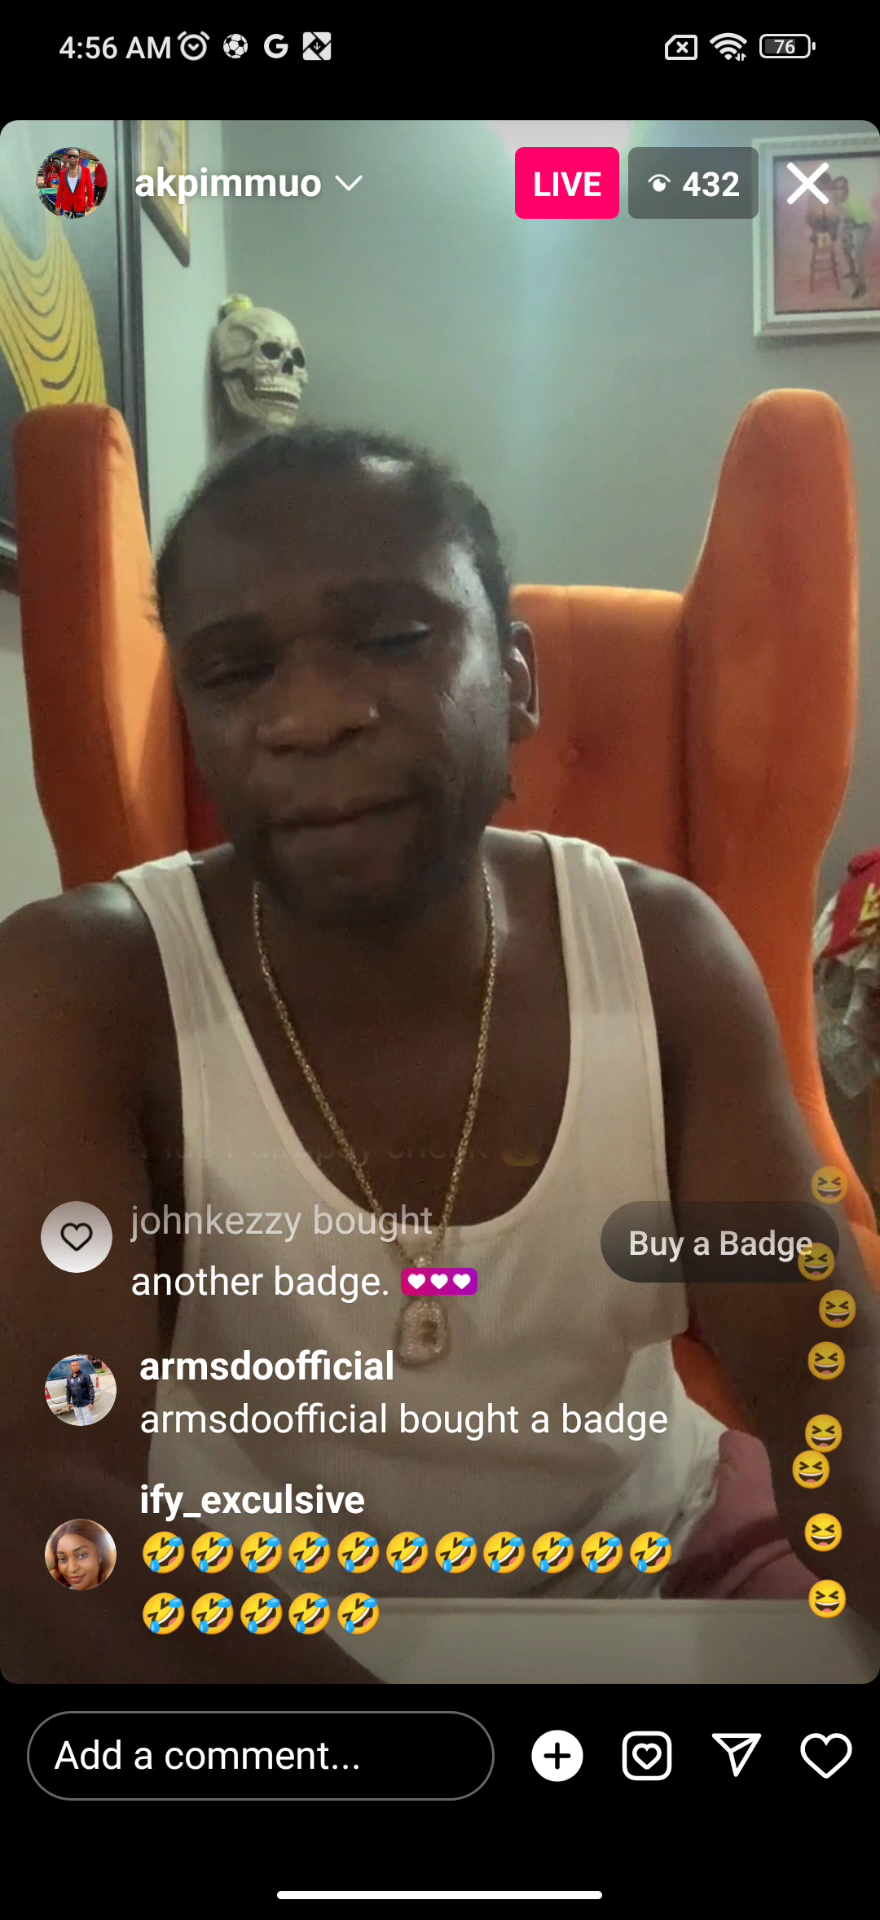 4:56 AM
76
akpimmuo
LIVE
432
johnkezzy bought
another badge.
Buy a Badge
armsdoofficial
armsdoofficial bought a badge
ify_exculsive
🤣🤣🤣🤣🤣🤣🤣🤣🤣🤣🤣
🤣🤣🤣🤣🤣
Add a comment...